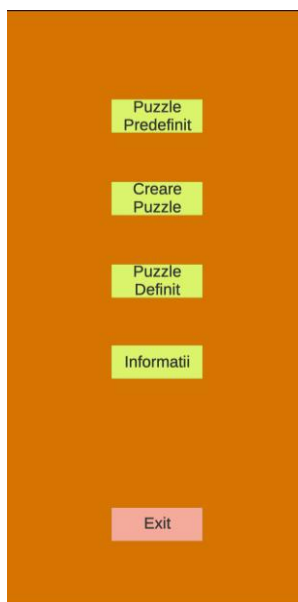 Puzzle
Predefinit
Creare
Puzzle
Puzzle
Definit
Informatii
Exit